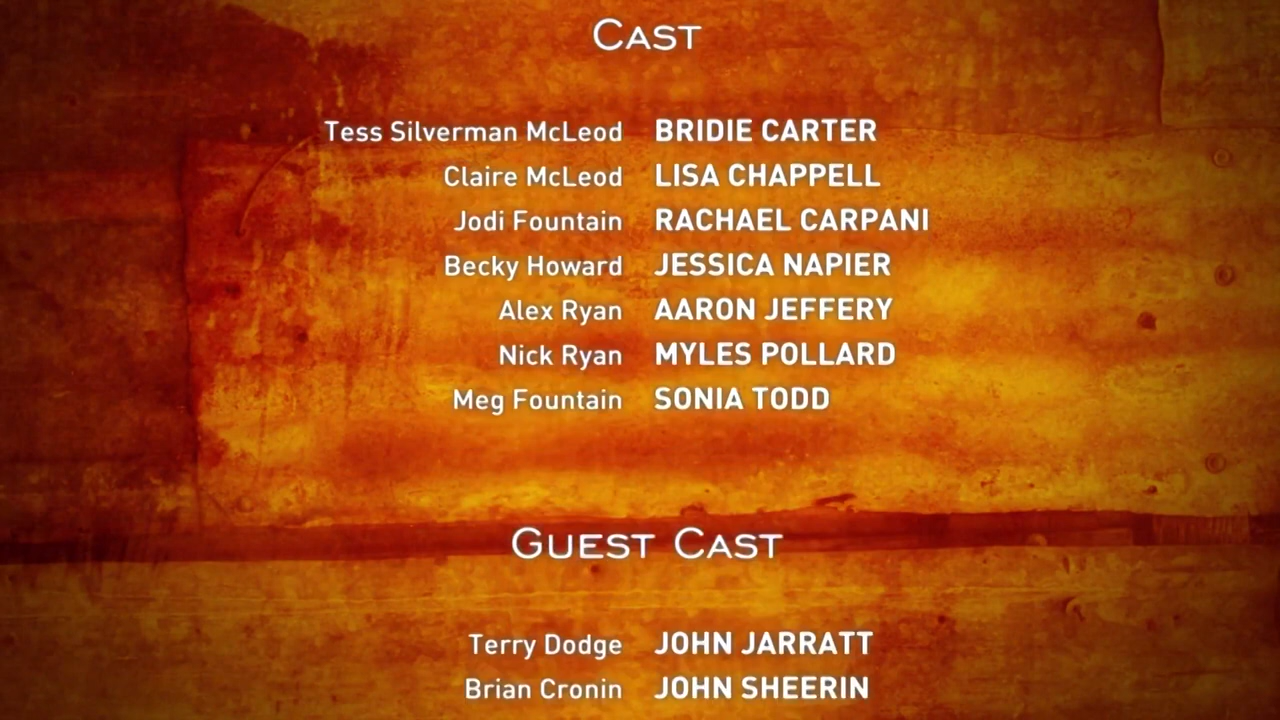 CAST
Tess Silverman McLeod BRIDIE CARTER
Claire McLeod LISA CHAPPELL
Jodi Fountain RACHAEL CARPANI
Becky Howard JESSICA NAPIER
Alex Ryan AARON JEFFERY
Nick Ryan MYLES POLLARD
Meg Fountain SONIA TODD
GUEST CAST
Terry Dodge JOHN JARRATT
Brian Cronin JOHN SHEERIN